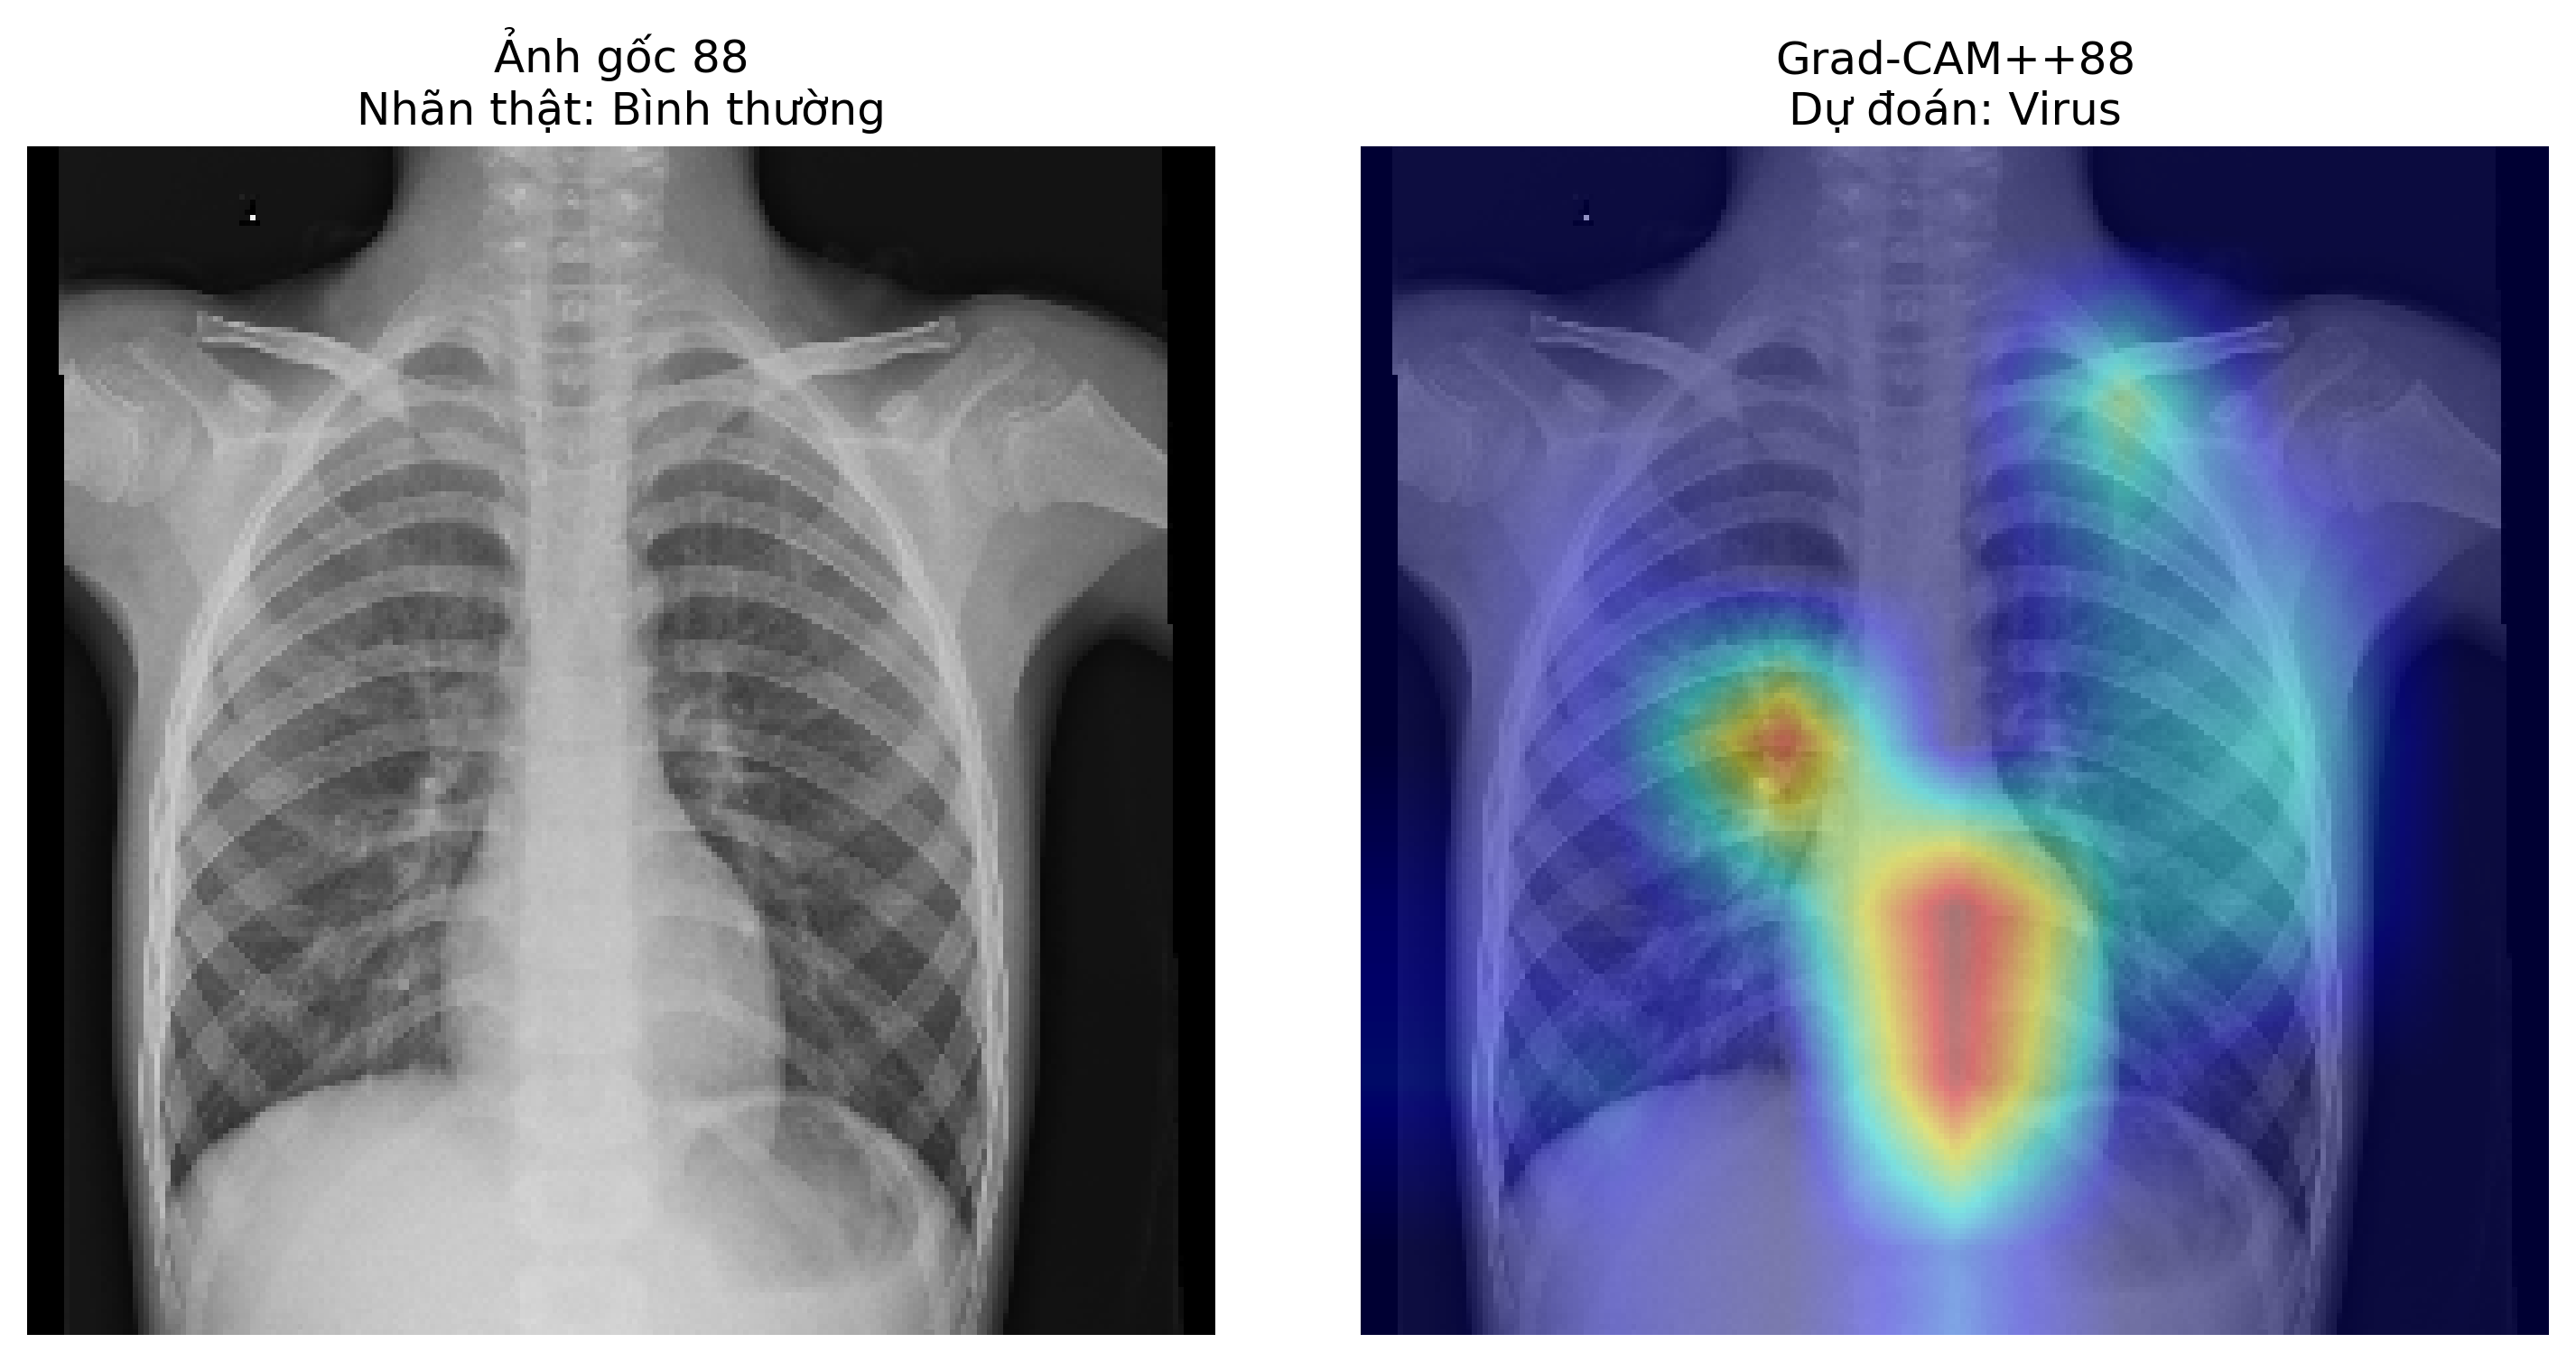 Ảnh gốc 88
Nhãn thật: Bình thường
Grad-CAM++88
Dự đoán: Virus